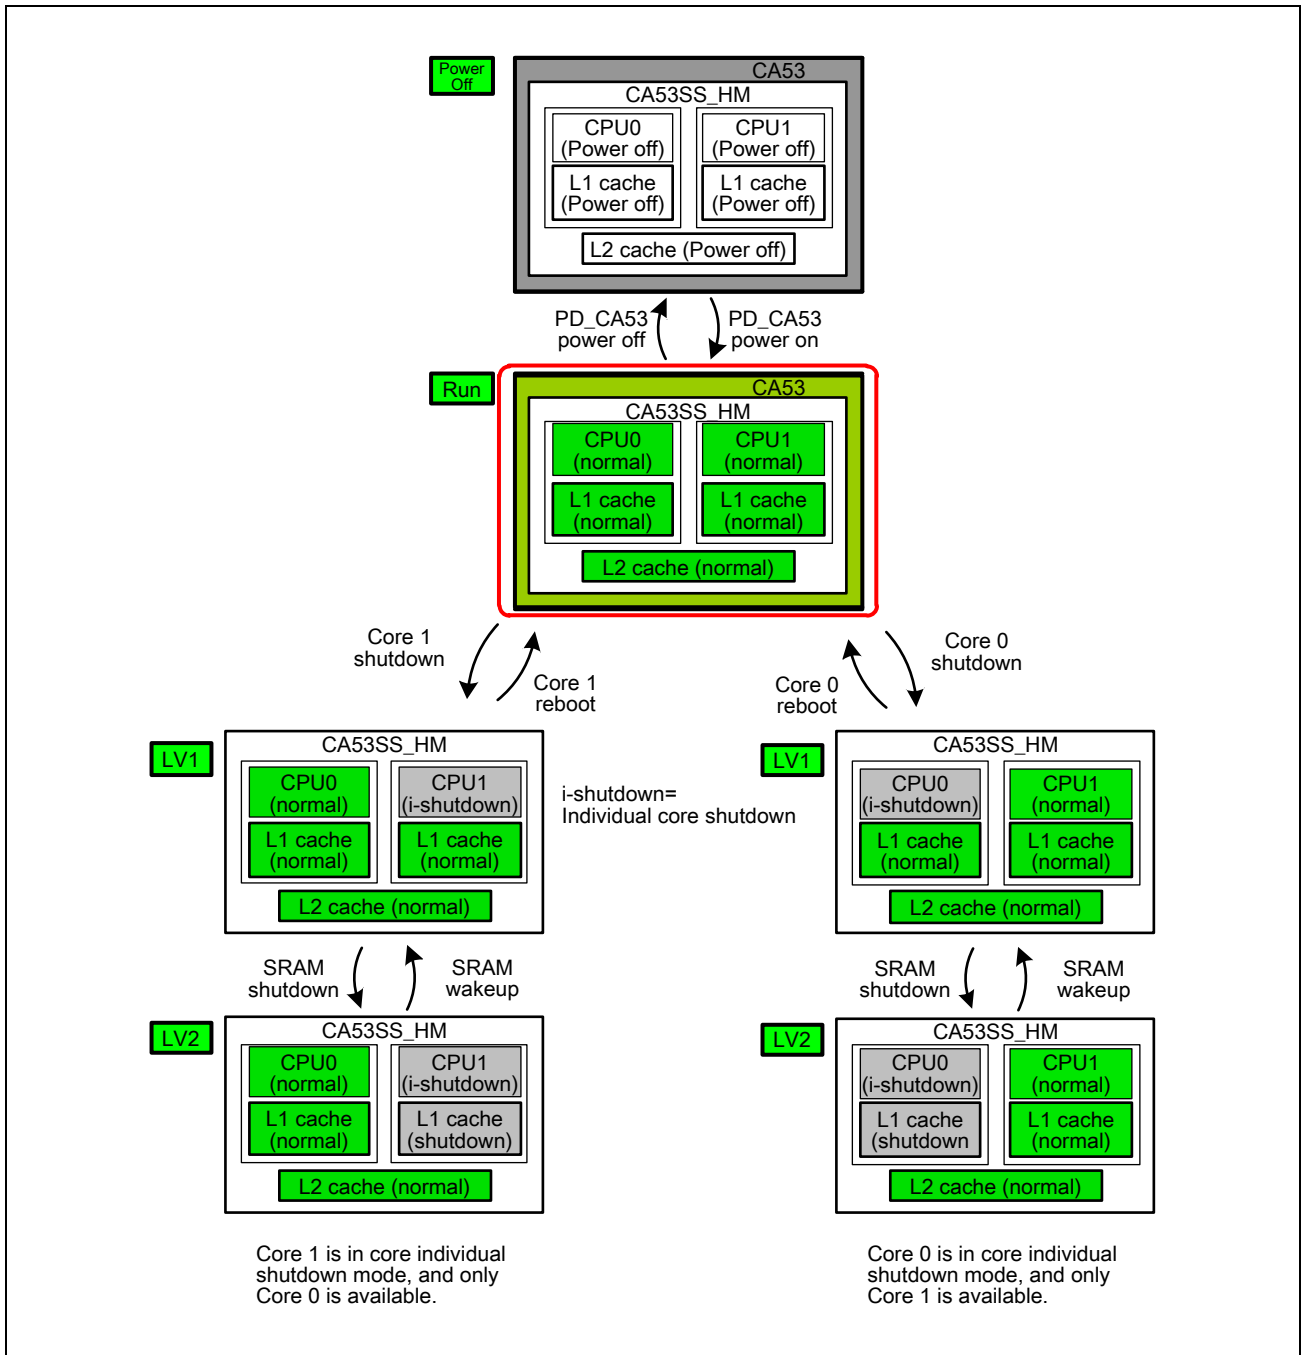 Power
Off
CA53
CA53SS_HM
CPU0
(Power off)
CPU1
(Power off)
L1 cache
(Power off)
L1 cache
(Power off)
L2 cache (Power off)
PD_CA53
power off
PD_CA53
power on
Run
CA53
CA53SS_HM
CPU0
(normal)
CPU1
(normal)
L1 cache
(normal)
L1 cache
(normal)
L2 cache (normal)
Core 1
shutdown
Core 1
reboot
Core 0
reboot
Core 0
shutdown
LV1
CA53SS_HM
CPU0
(normal)
CPU1
(i-shutdown)
L1 cache
(normal)
L1 cache
(normal)
L2 cache (normal)
i-shutdown=
Individual core shutdown
LV1
CA53SS_HM
CPU0
(i-shutdown)
CPU1
(normal)
L1 cache
(normal)
L1 cache
(normal)
L2 cache (normal)
SRAM
shutdown
SRAM
wakeup
SRAM
shutdown
SRAM
wakeup
LV2
CA53SS_HM
CPU0
(normal)
CPU1
(i-shutdown)
L1 cache
(normal)
L1 cache
(shutdown)
L2 cache (normal)
LV2
CA53SS_HM
CPU0
(i-shutdown)
CPU1
(normal)
L1 cache
(shutdown
L1 cache
(normal)
L2 cache (normal)
Core 1 is in core individual
shutdown mode, and only
Core 0 is available.
Core 0 is in core individual
shutdown mode, and only
Core 1 is available.